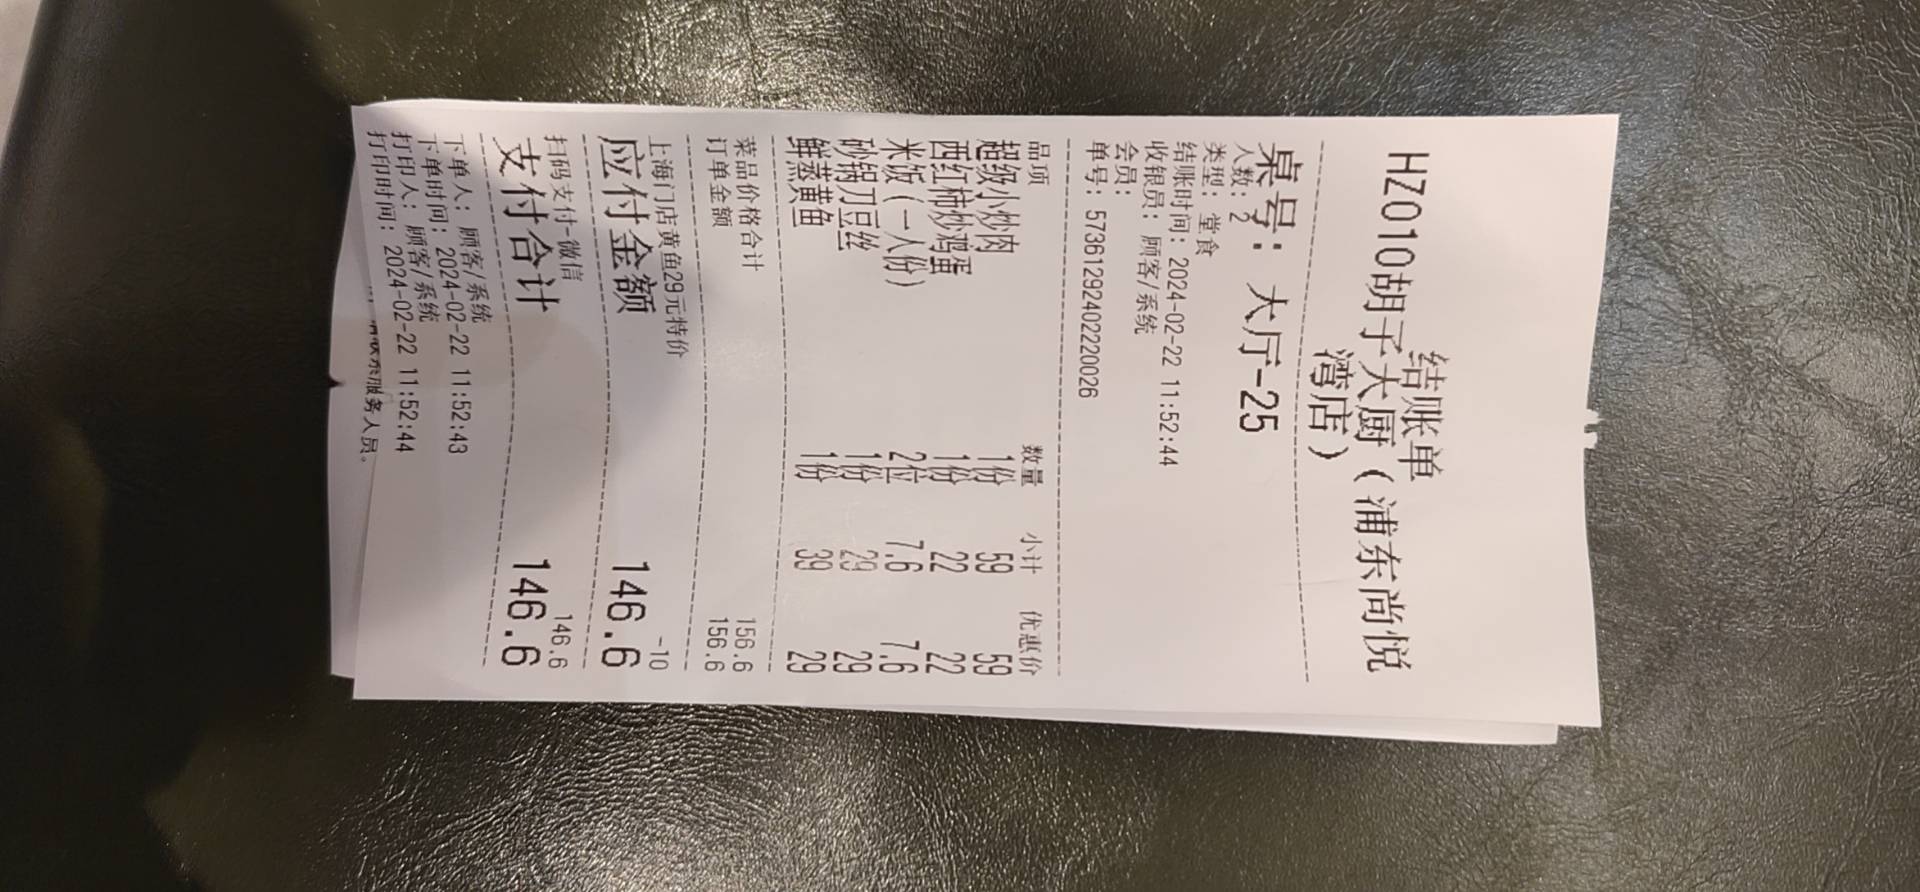 结账单
HZ010胡子大厨（浦东尚悦
湾店）
桌号：大厅-25
人数：2
类型：堂食
结账时间：2024-02-22 11:52:44
收银员：顾客/系统
会员：
单号：573612924022220026
品项 数量 小计 优惠价
超级小炒肉 1份 59 59
西红柿炒鸡蛋 1份 22 22
米饭（一人份） 2位 7.6 7.6
砂锅刀豆丝 1份 29 29
鲜蒸黄鱼 1份 39 29
菜品价格合计 156.6
订单金额 156.6
上海门店黄鱼29元特价 -10
应付金额 146.6
扫码支付-微信 146.6
支付合计 146.6
下单人：顾客/系统
下单时间：2024-02-22 11:52:43
打印人：顾客/系统
打印时间：2024-02-22 11:52:44
服务人员。